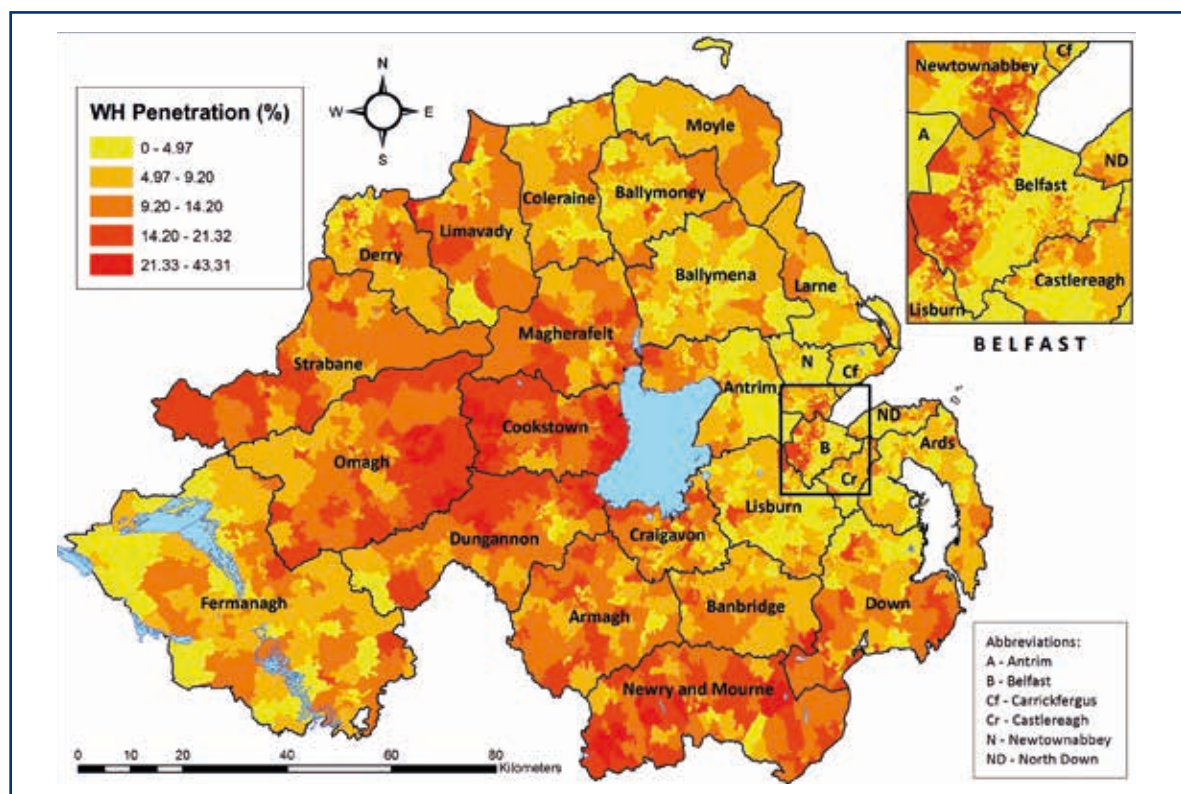 WH Penetration (%)
0 - 4.97
4.97 - 9.20
9.20 - 14.20
14.20 - 21.32
21.33 - 43.31
N
W
E
S
Moyle
Coleraine
Ballymoney
Limavady
Derry
Ballymena
Larne
Magherafelt
Strabane
N
Cf
Antrim
Cookstown
ND
Ards
Omagh
B
Cr
Lisburn
Dungannon
Craigavon
Fermanagh
Armagh
Banbridge
Down
Newry and Mourne
Cf
Newtownabbey
A
ND
Belfast
Castlereagh
Lisburn
BELFAST
Abbreviations:
A - Antrim
B - Belfast
Cf - Carrickfergus
Cr - Castlereagh
N - Newtownabbey
ND - North Down
0 10 20 40 60 80
Kilometers